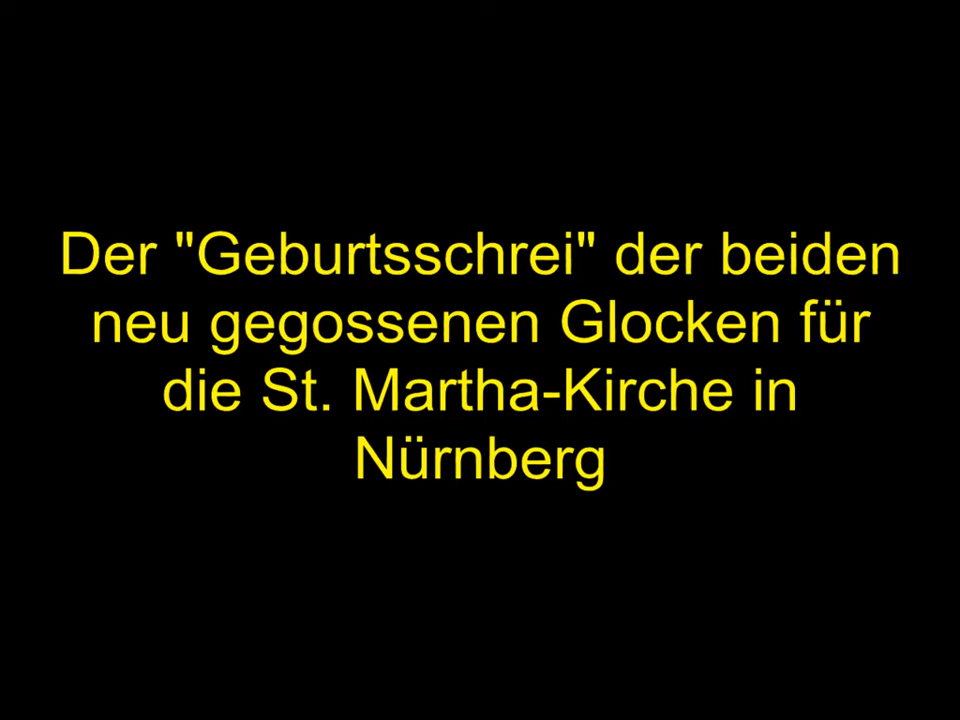 Der "Geburtsschrei" der beiden
neu gegossenen Glocken für
die St. Martha-Kirche in
Nürnberg